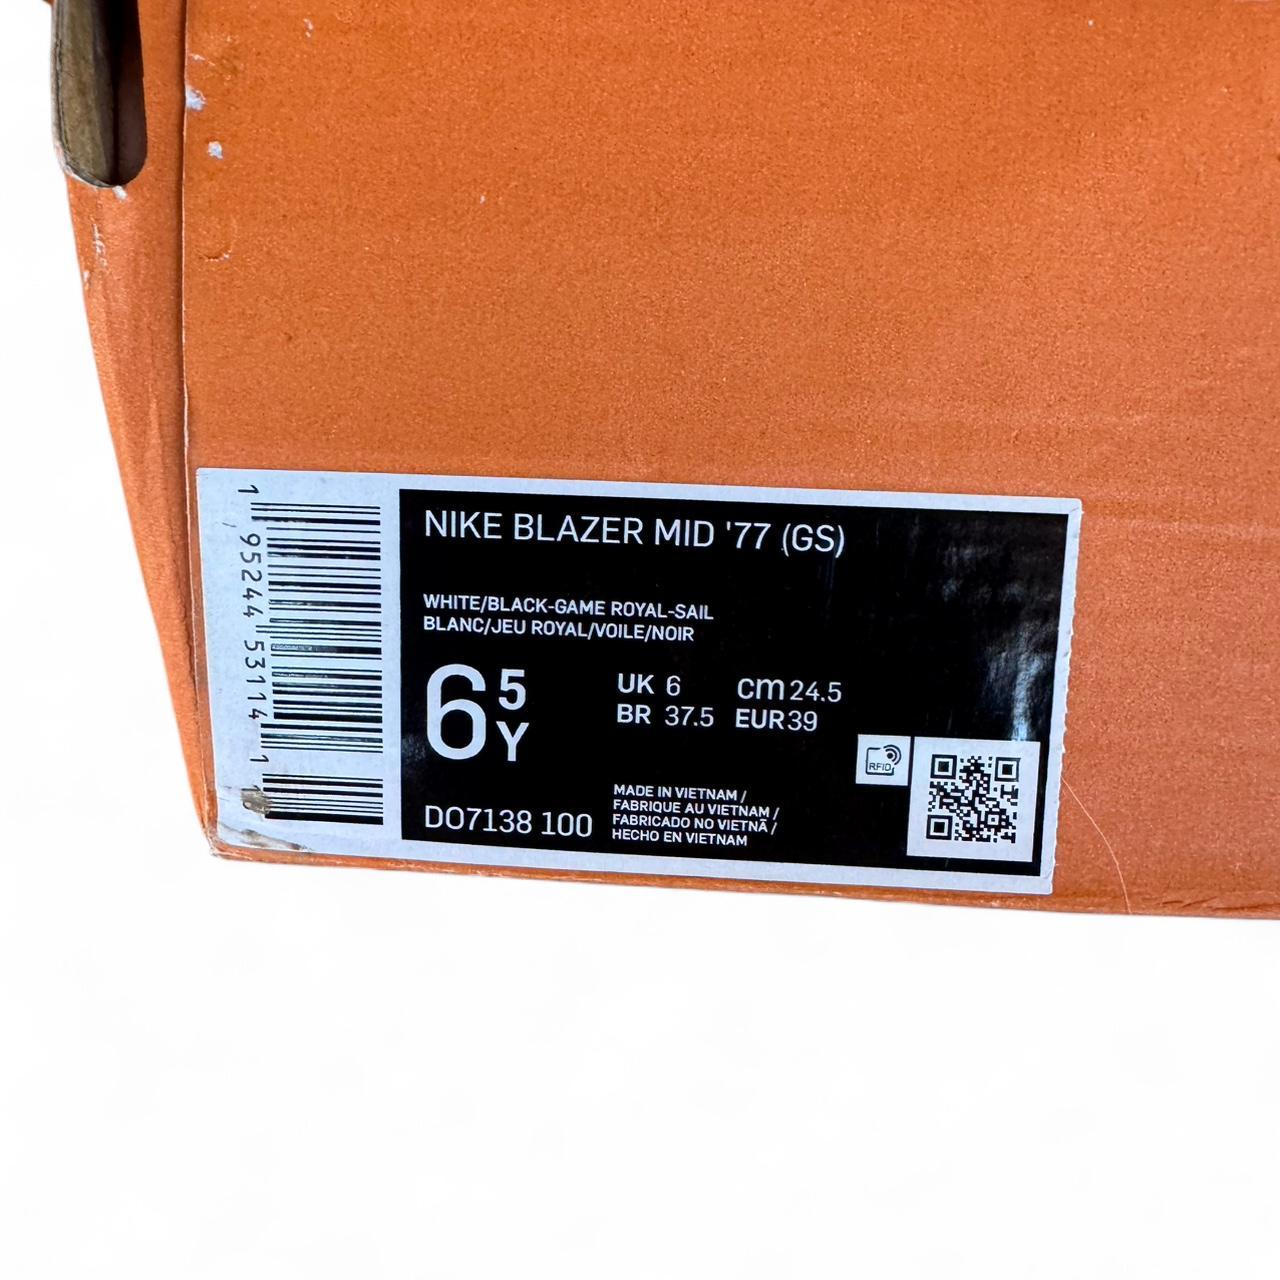 1 95244 53114 1
NIKE BLAZER MID '77 (GS)
WHITE/BLACK-GAME ROYAL-SAIL
BLANC/JEU ROYAL/VOILE/NOIR
6 5 Y
UK 6 cm 24.5
BR 37.5 EUR 39
RFID
DO7138 100
MADE IN VIETNAM /
FABRIQUE AU VIETNAM /
FABRICADO NO VIETNÃ /
HECHO EN VIETNAM